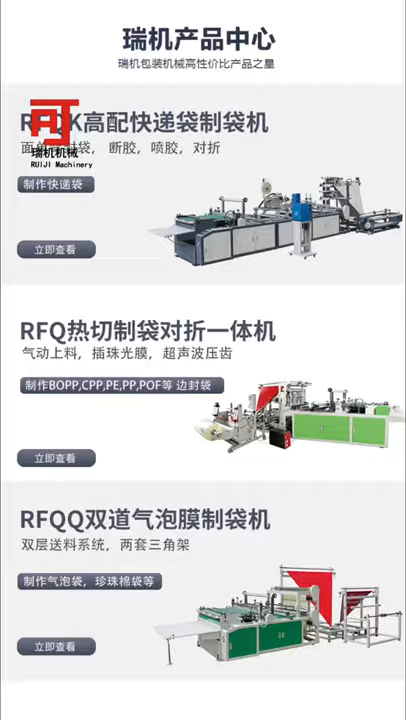 瑞机产品中心
瑞机包装机械高性价比产品之星
RFQK高配快递袋制袋机
封袋, 断胶, 喷胶, 对折
瑞机机械
RUIJI Machinery
制作快递袋
立即查看
RFQ热切制袋对折一体机
气动上料, 插珠光膜, 超声波压齿
制作BOPP,CPP,PE,PP,POF等 边封袋
立即查看
RFQQ双道气泡膜制袋机
双层送料系统, 两套三角架
制作气泡袋, 珍珠棉袋等
立即查看